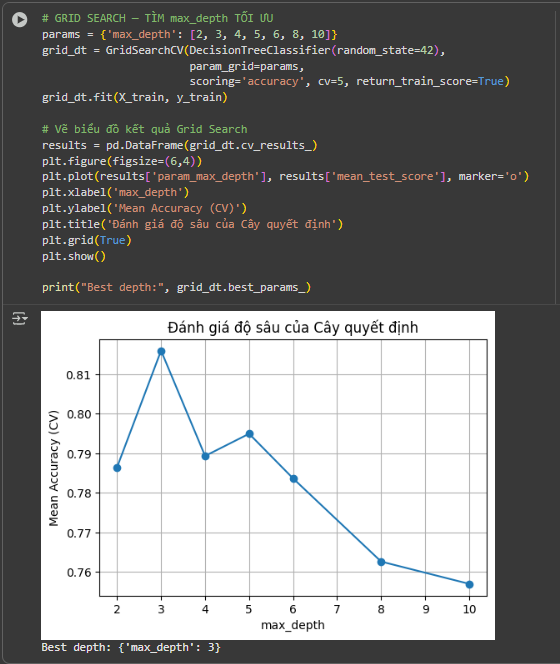 # GRID SEARCH — TÌM max_depth TỐI ƯU
params = {'max_depth': [2, 3, 4, 5, 6, 8, 10]}
grid_dt = GridSearchCV(DecisionTreeClassifier(random_state=42),
param_grid=params,
scoring='accuracy', cv=5, return_train_score=True)
grid_dt.fit(X_train, y_train)
# Vẽ biểu đồ kết quả Grid Search
results = pd.DataFrame(grid_dt.cv_results_)
plt.figure(figsize=(6,4))
plt.plot(results['param_max_depth'], results['mean_test_score'], marker='o')
plt.xlabel('max_depth')
plt.ylabel('Mean Accuracy (CV)')
plt.title('Đánh giá độ sâu của Cây quyết định')
plt.grid(True)
plt.show()
print("Best depth:", grid_dt.best_params_)
Đánh giá độ sâu của Cây quyết định
Mean Accuracy (CV)
0.81
0.80
0.79
0.78
0.77
0.76
2 3 4 5 6 7 8 9 10
max_depth
Best depth: {'max_depth': 3}